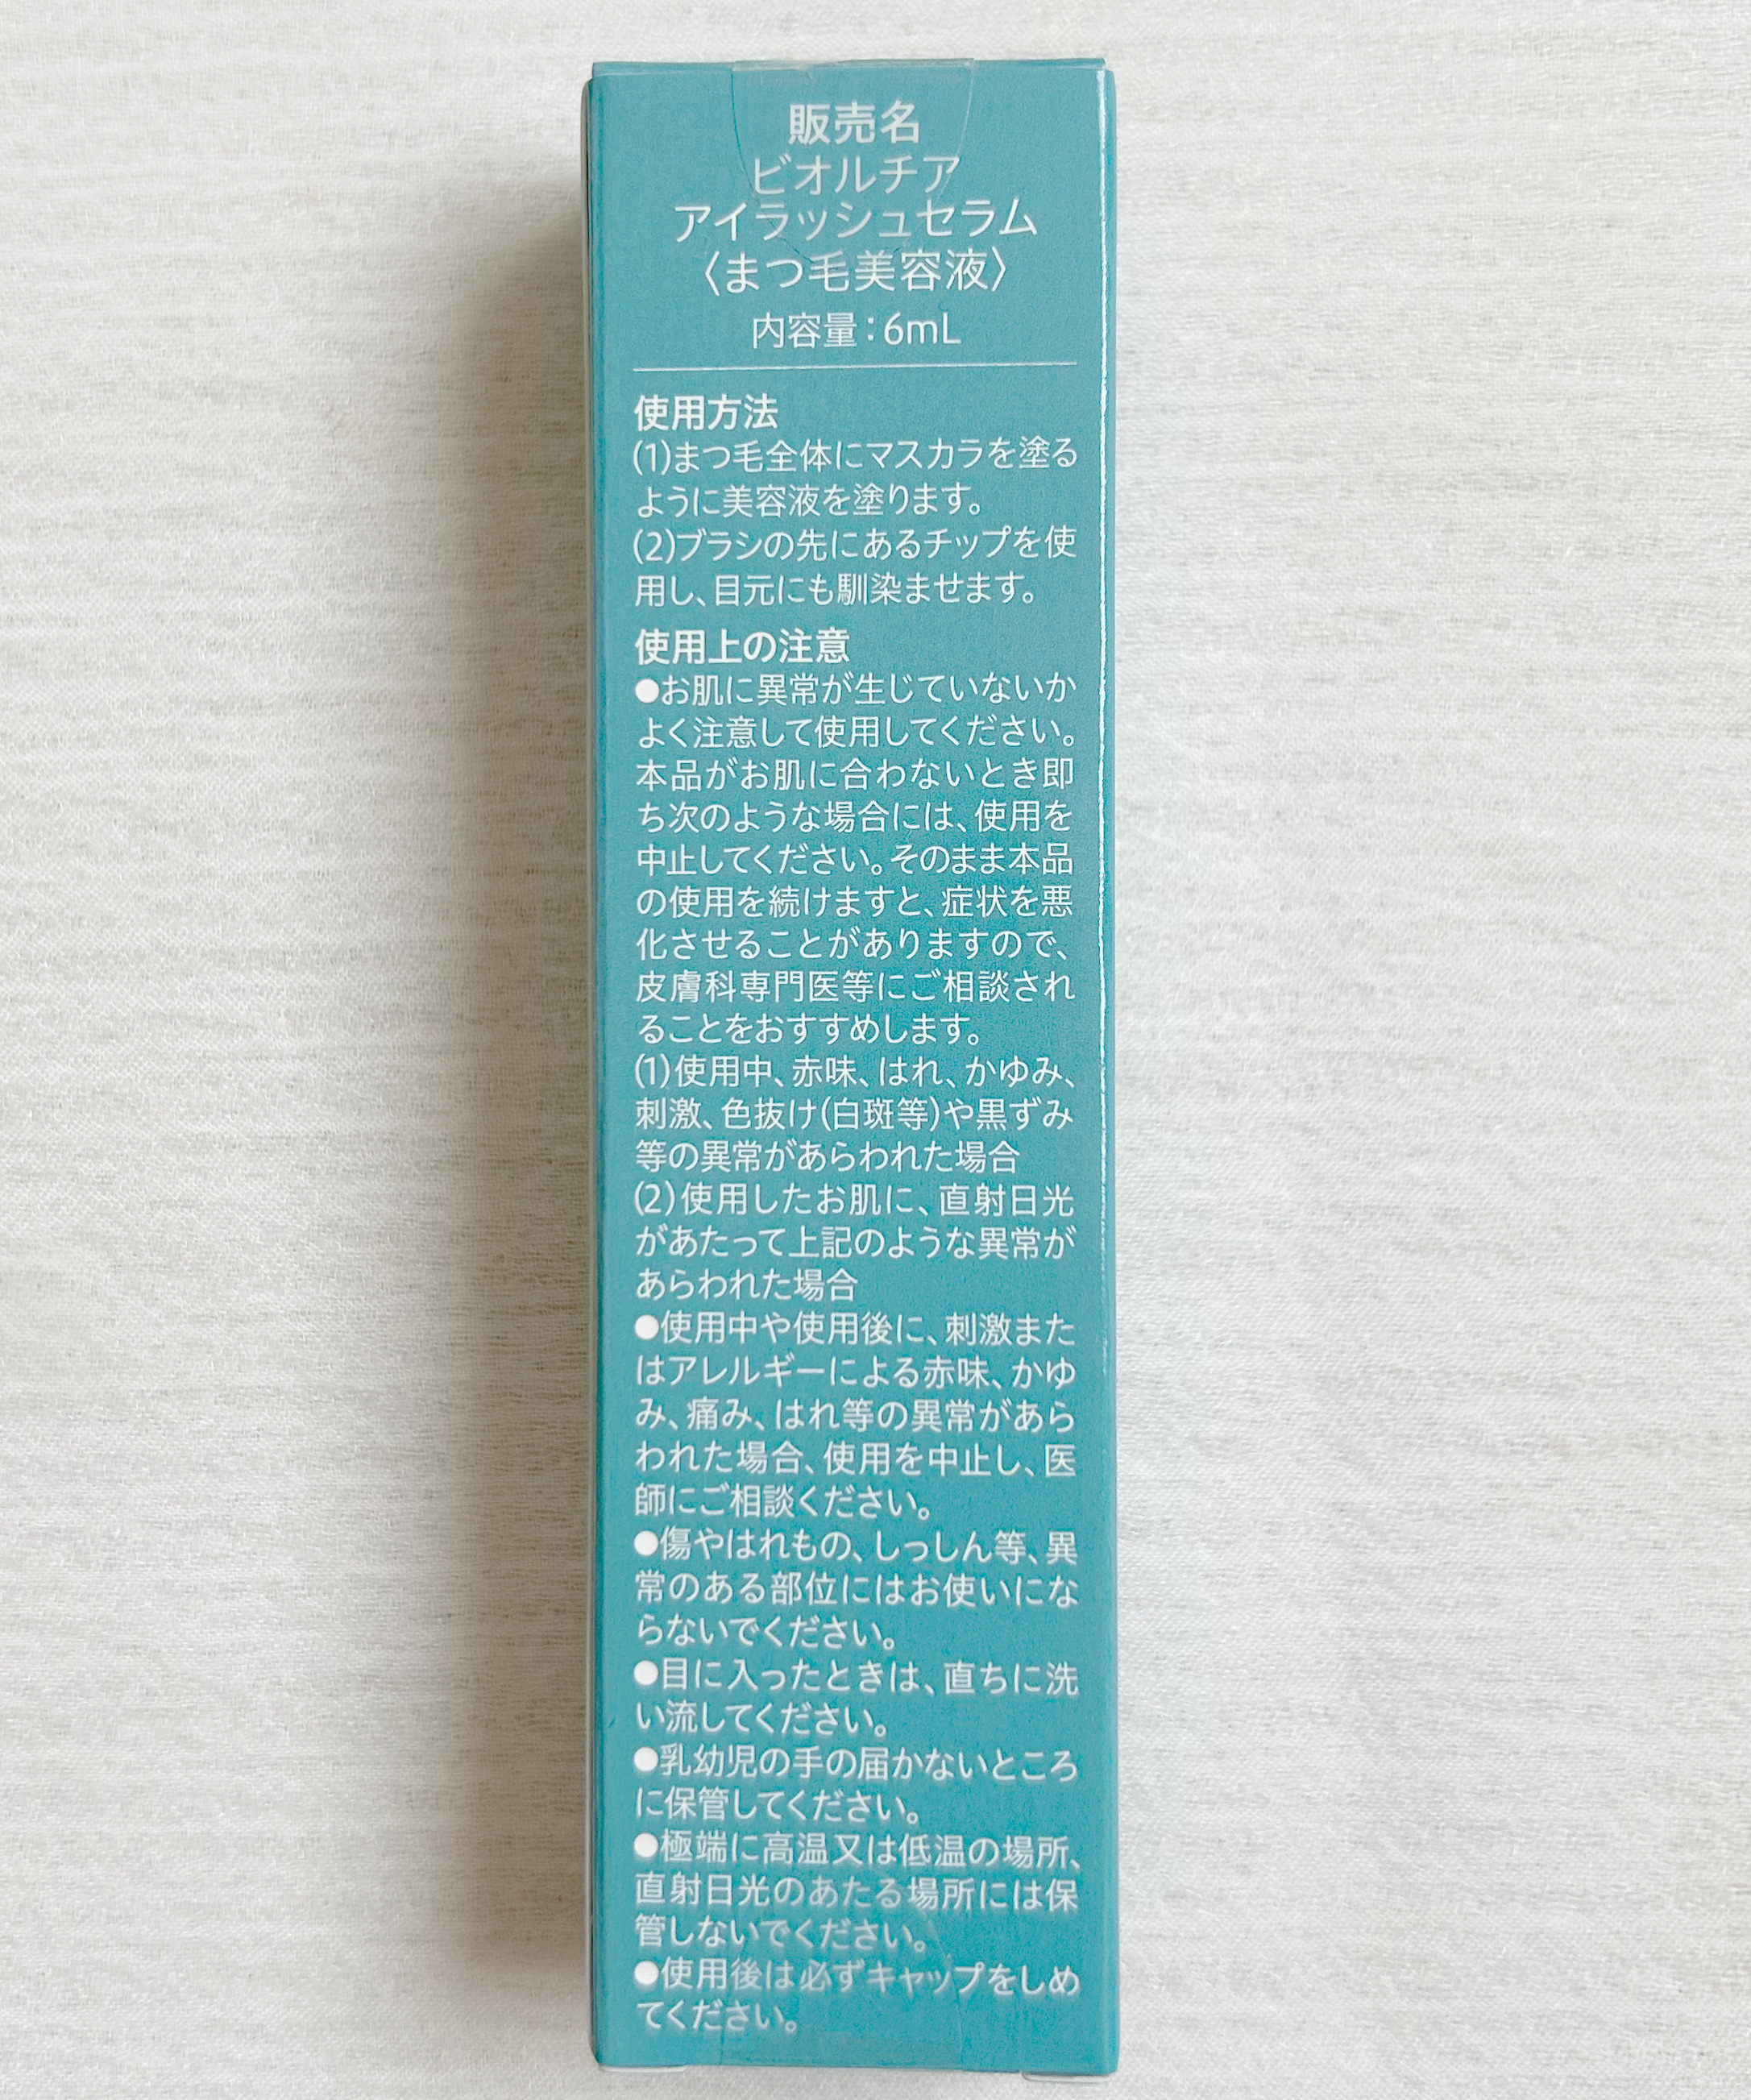 販売名
ビオルチア
アイラッシュセラム
〈まつ毛美容液〉
内容量：6mL
使用方法
(1)まつ毛全体にマスカラを塗る
ように美容液を塗ります。
(2)ブラシの先にあるチップを使
用し、目元にも馴染ませます。
使用上の注意
●お肌に異常が生じていないか
よく注意して使用してください。
本品がお肌に合わないとき即
ち次のような場合には、使用を
中止してください。そのまま本品
の使用を続けますと、症状を悪
化させることがありますので、
皮膚科専門医等にご相談され
ることをおすすめします。
(1)使用中、赤味、はれ、かゆみ、
刺激、色抜け(白斑等)や黒ずみ
等の異常があらわれた場合
(2)使用したお肌に、直射日光
があたって上記のような異常が
あらわれた場合
●使用中や使用後に、刺激また
はアレルギーによる赤味、かゆ
み、痛み、はれ等の異常があら
われた場合、使用を中止し、医
師にご相談ください。
●傷やはれもの、しっしん等、異
常のある部位にはお使いにな
らないでください。
●目に入ったときは、直ちに洗
い流してください。
●乳幼児の手の届かないところ
に保管してください。
●極端に高温又は低温の場所、
直射日光のあたる場所には保
管しないでください。
●使用後は必ずキャップをしめ
てください。